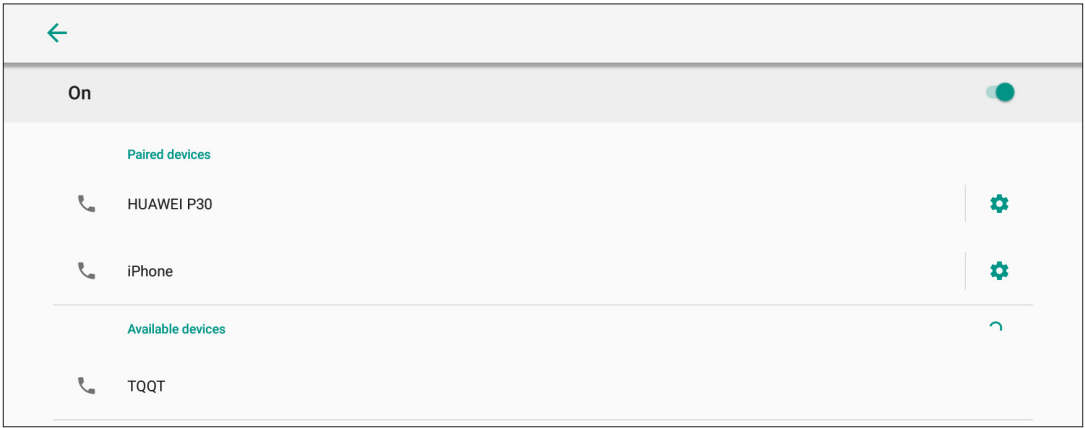 On
Paired devices
HUAWEI P30
iPhone
Available devices
TQQT